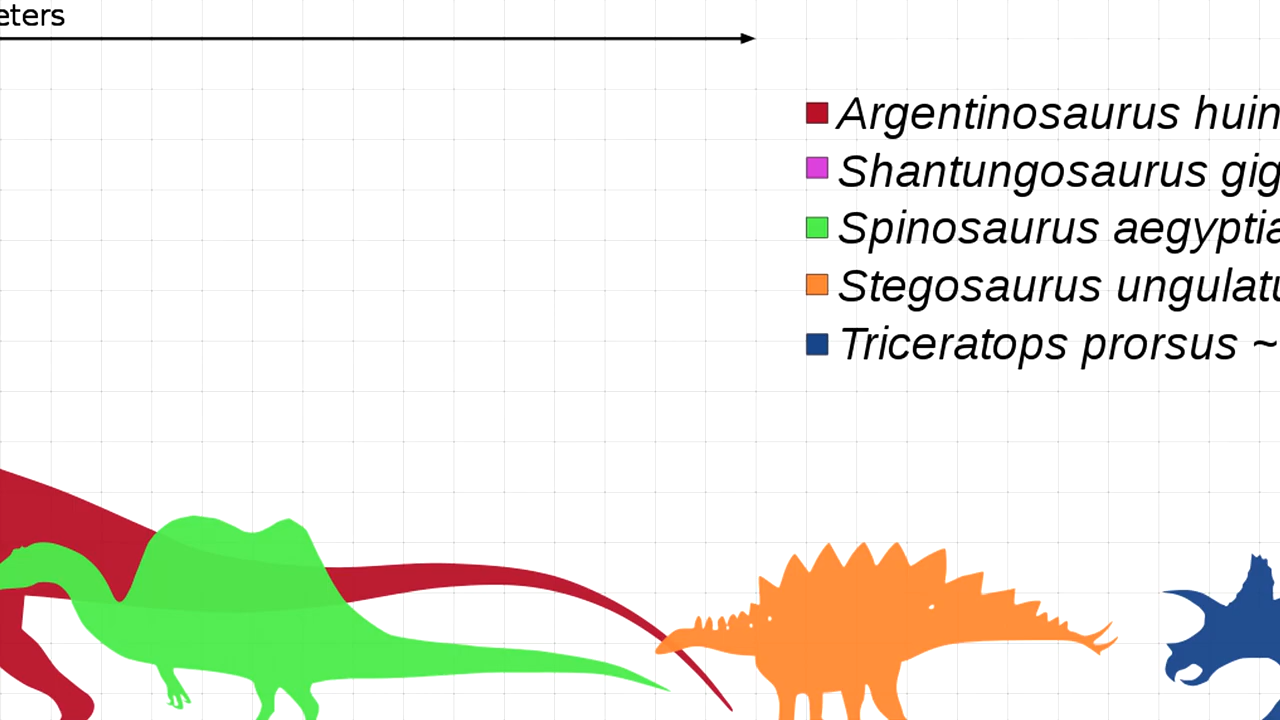 eters
Argentinosaurus huin
Shantungosaurus gig
Spinosaurus aegyptia
Stegosaurus ungulatu
Triceratops prorsus ~